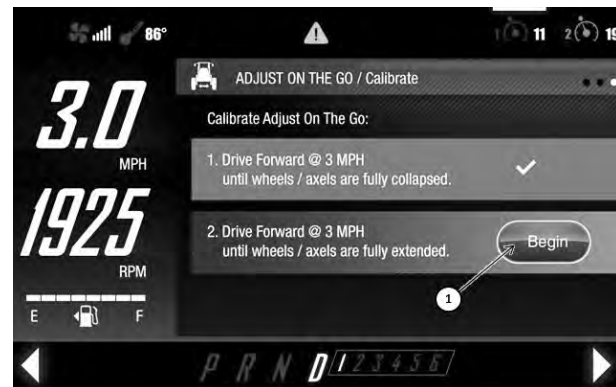 86°
11
2
19
ADJUST ON THE GO / Calibrate
3.0
MPH
Calibrate Adjust On The Go:
1. Drive Forward @ 3 MPH
until wheels / axels are fully collapsed.
1925
RPM
2. Drive Forward @ 3 MPH
until wheels / axels are fully extended.
Begin
1
E
F
P R N D 1 2 3 4 5 6